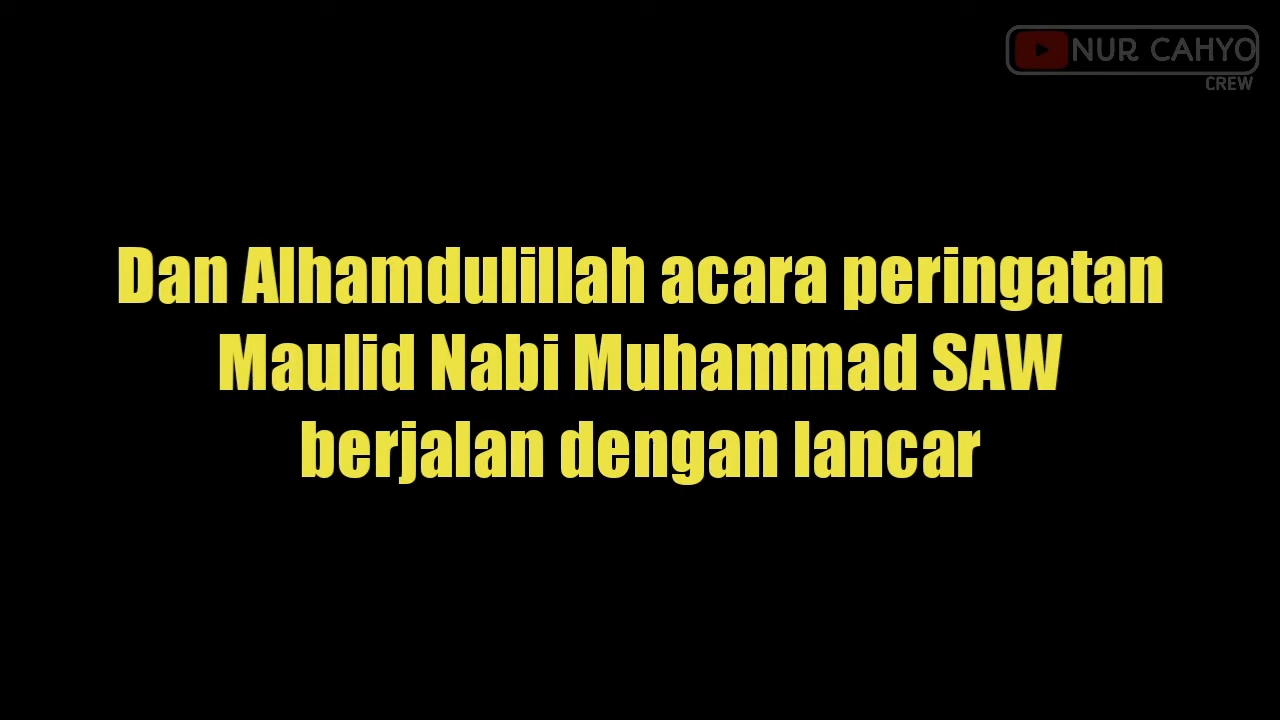 NUR CAHYO
CREW
Dan Alhamdulillah acara peringatan
Maulid Nabi Muhammad SAW
berjalan dengan lancar